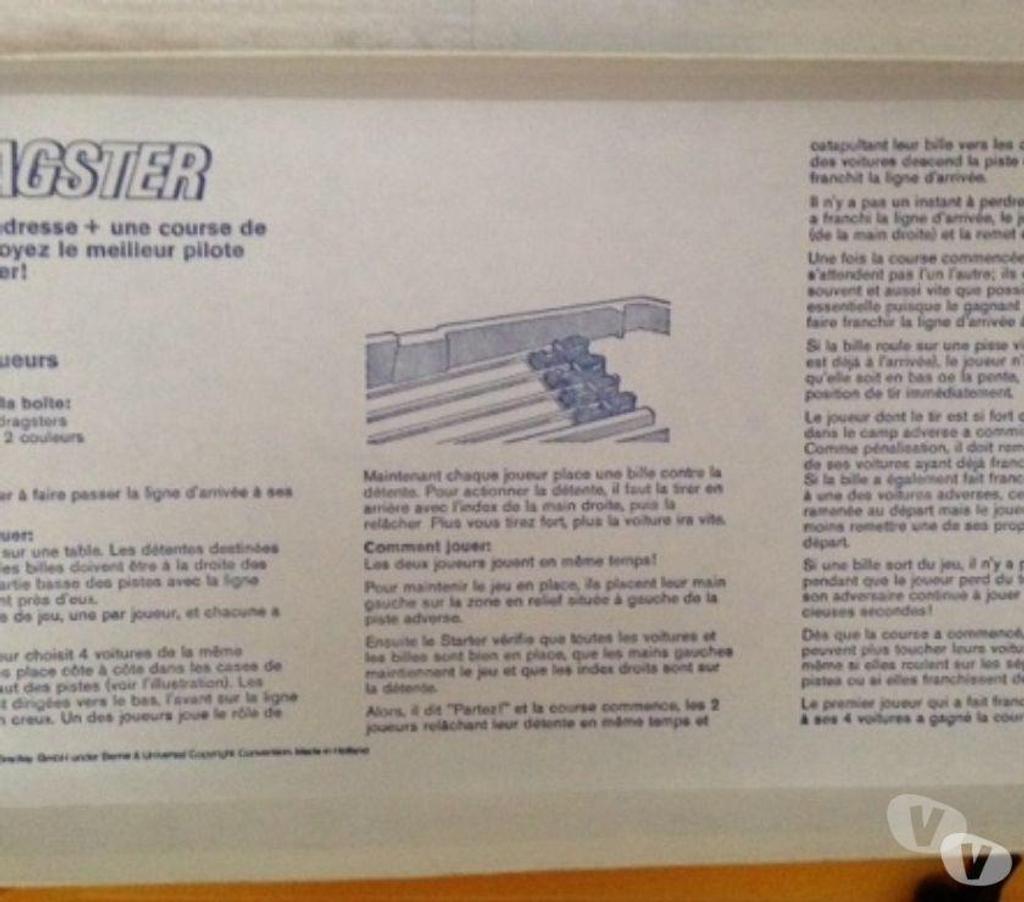 AGSTER
adresse + une course de
oyez le meilleur pilote
er!
ueurs
la boîte:
dragsters
2 couleurs
er à faire passer la ligne d'arrivée à ses
uer:
sur une table. Les détentes destinées
les billes doivent être à la droite des
artie basse des pistes avec la ligne
nt près d'eux.
e de jeu, une par joueur, et chacune a
ur choisit 4 voitures de la même
s place côte à côte dans les cases de
aut des pistes (voir l'illustration). Les
t dirigées vers le bas, l'avant sur la ligne
n creux. Un des joueurs joue le rôle de
GmbH under Berne & Universal Copyright Convention. Made in Holland
Maintenant chaque joueur place une bille contre la
détente. Pour actionner la détente, il faut la tirer en
arrière avec l'index de la main droite, puis la
relâcher. Plus vous tirez fort, plus la voiture ira vite.
Comment jouer:
Les deux joueurs jouent en même temps!
Pour maintenir le jeu en place, ils placent leur main
gauche sur la zone en relief située à gauche de la
piste adverse.
Ensuite le Starter vérifie que toutes les voitures et
les billes sont bien en place, que les mains gauches
maintiennent le jeu et que les index droits sont sur
la détente.
Alors, il dit "Partez!" et la course commence, les 2
joueurs relâchant leur détente en même temps et
catapultant leur bille vers les
des voitures descend la piste
franchit la ligne d'arrivée.
Il n'y a pas un instant à perdre
a franchi la ligne d'arrivée, le
(de la main droite) et la remet
Une fois la course commencée
s'attendent pas l'un l'autre; ils
souvent et aussi vite que possi
essentielle puisque le gagnant
faire franchir la ligne d'arrivée
Si la bille roule sur une piste vi
est déjà à l'arrivée), le joueur n'
qu'elle soit en bas de la pente,
position de tir immédiatement.
Le joueur dont le tir est si fort
dans le camp adverse a commi
Comme pénalisation, il doit rem
de ses voitures ayant déjà franc
Si la bille a également fait franc
à une des voitures adverses, ce
ramenée au départ mais le joue
moins remettre une de ses prop
départ.
Si une bille sort du jeu, il n'y a p
pendant que le joueur perd du
son adversaire continue à jouer
cieuses secondes!
Dès que la course a commencé,
peuvent plus toucher leurs voitu
même si elles roulent sur les sé
pistes ou si elles franchissent de
Le premier joueur qui a fait franc
à ses 4 voitures a gagné la cour
VV